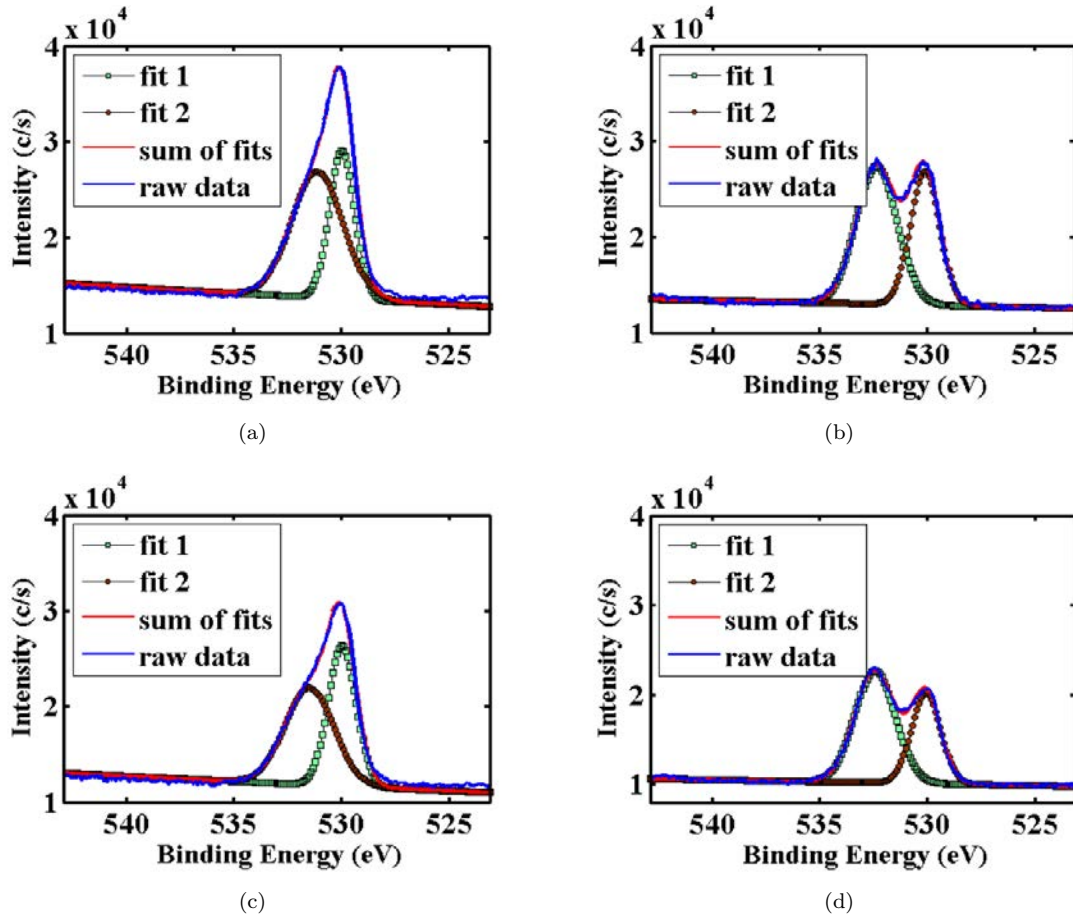 x 10^4
4
3
2
1
Intensity (c/s)
fit 1
fit 2
sum of fits
raw data
540 535 530 525
Binding Energy (eV)
(a)
x 10^4
4
3
2
1
Intensity (c/s)
fit 1
fit 2
sum of fits
raw data
540 535 530 525
Binding Energy (eV)
(b)
x 10^4
4
3
2
1
Intensity (c/s)
fit 1
fit 2
sum of fits
raw data
540 535 530 525
Binding Energy (eV)
(c)
x 10^4
4
3
2
1
Intensity (c/s)
fit 1
fit 2
sum of fits
raw data
540 535 530 525
Binding Energy (eV)
(d)